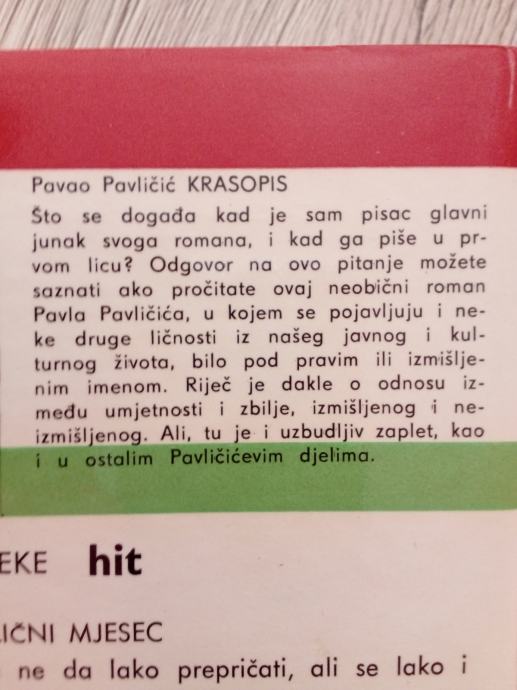 Pavao Pavličić KRASOPIS
Što se događa kad je sam pisac glavni
junak svoga romana, i kad ga piše u pr-
vom licu? Odgovor na ovo pitanje možete
saznati ako pročitate ovaj neobični roman
Pavla Pavličića, u kojem se pojavljuju i ne-
ke druge ličnosti iz našeg javnog i kul-
turnog života, bilo pod pravim ili izmišlje-
nim imenom. Riječ je dakle o odnosu iz-
među umjetnosti i zbilje, izmišljenog i ne-
izmišljenog. Ali, tu je i uzbudljiv zaplet, kao
i u ostalim Pavličićevim djelima.
EKE hit
IČNI MJESEC
ne da lako prepričati, ali se lako i